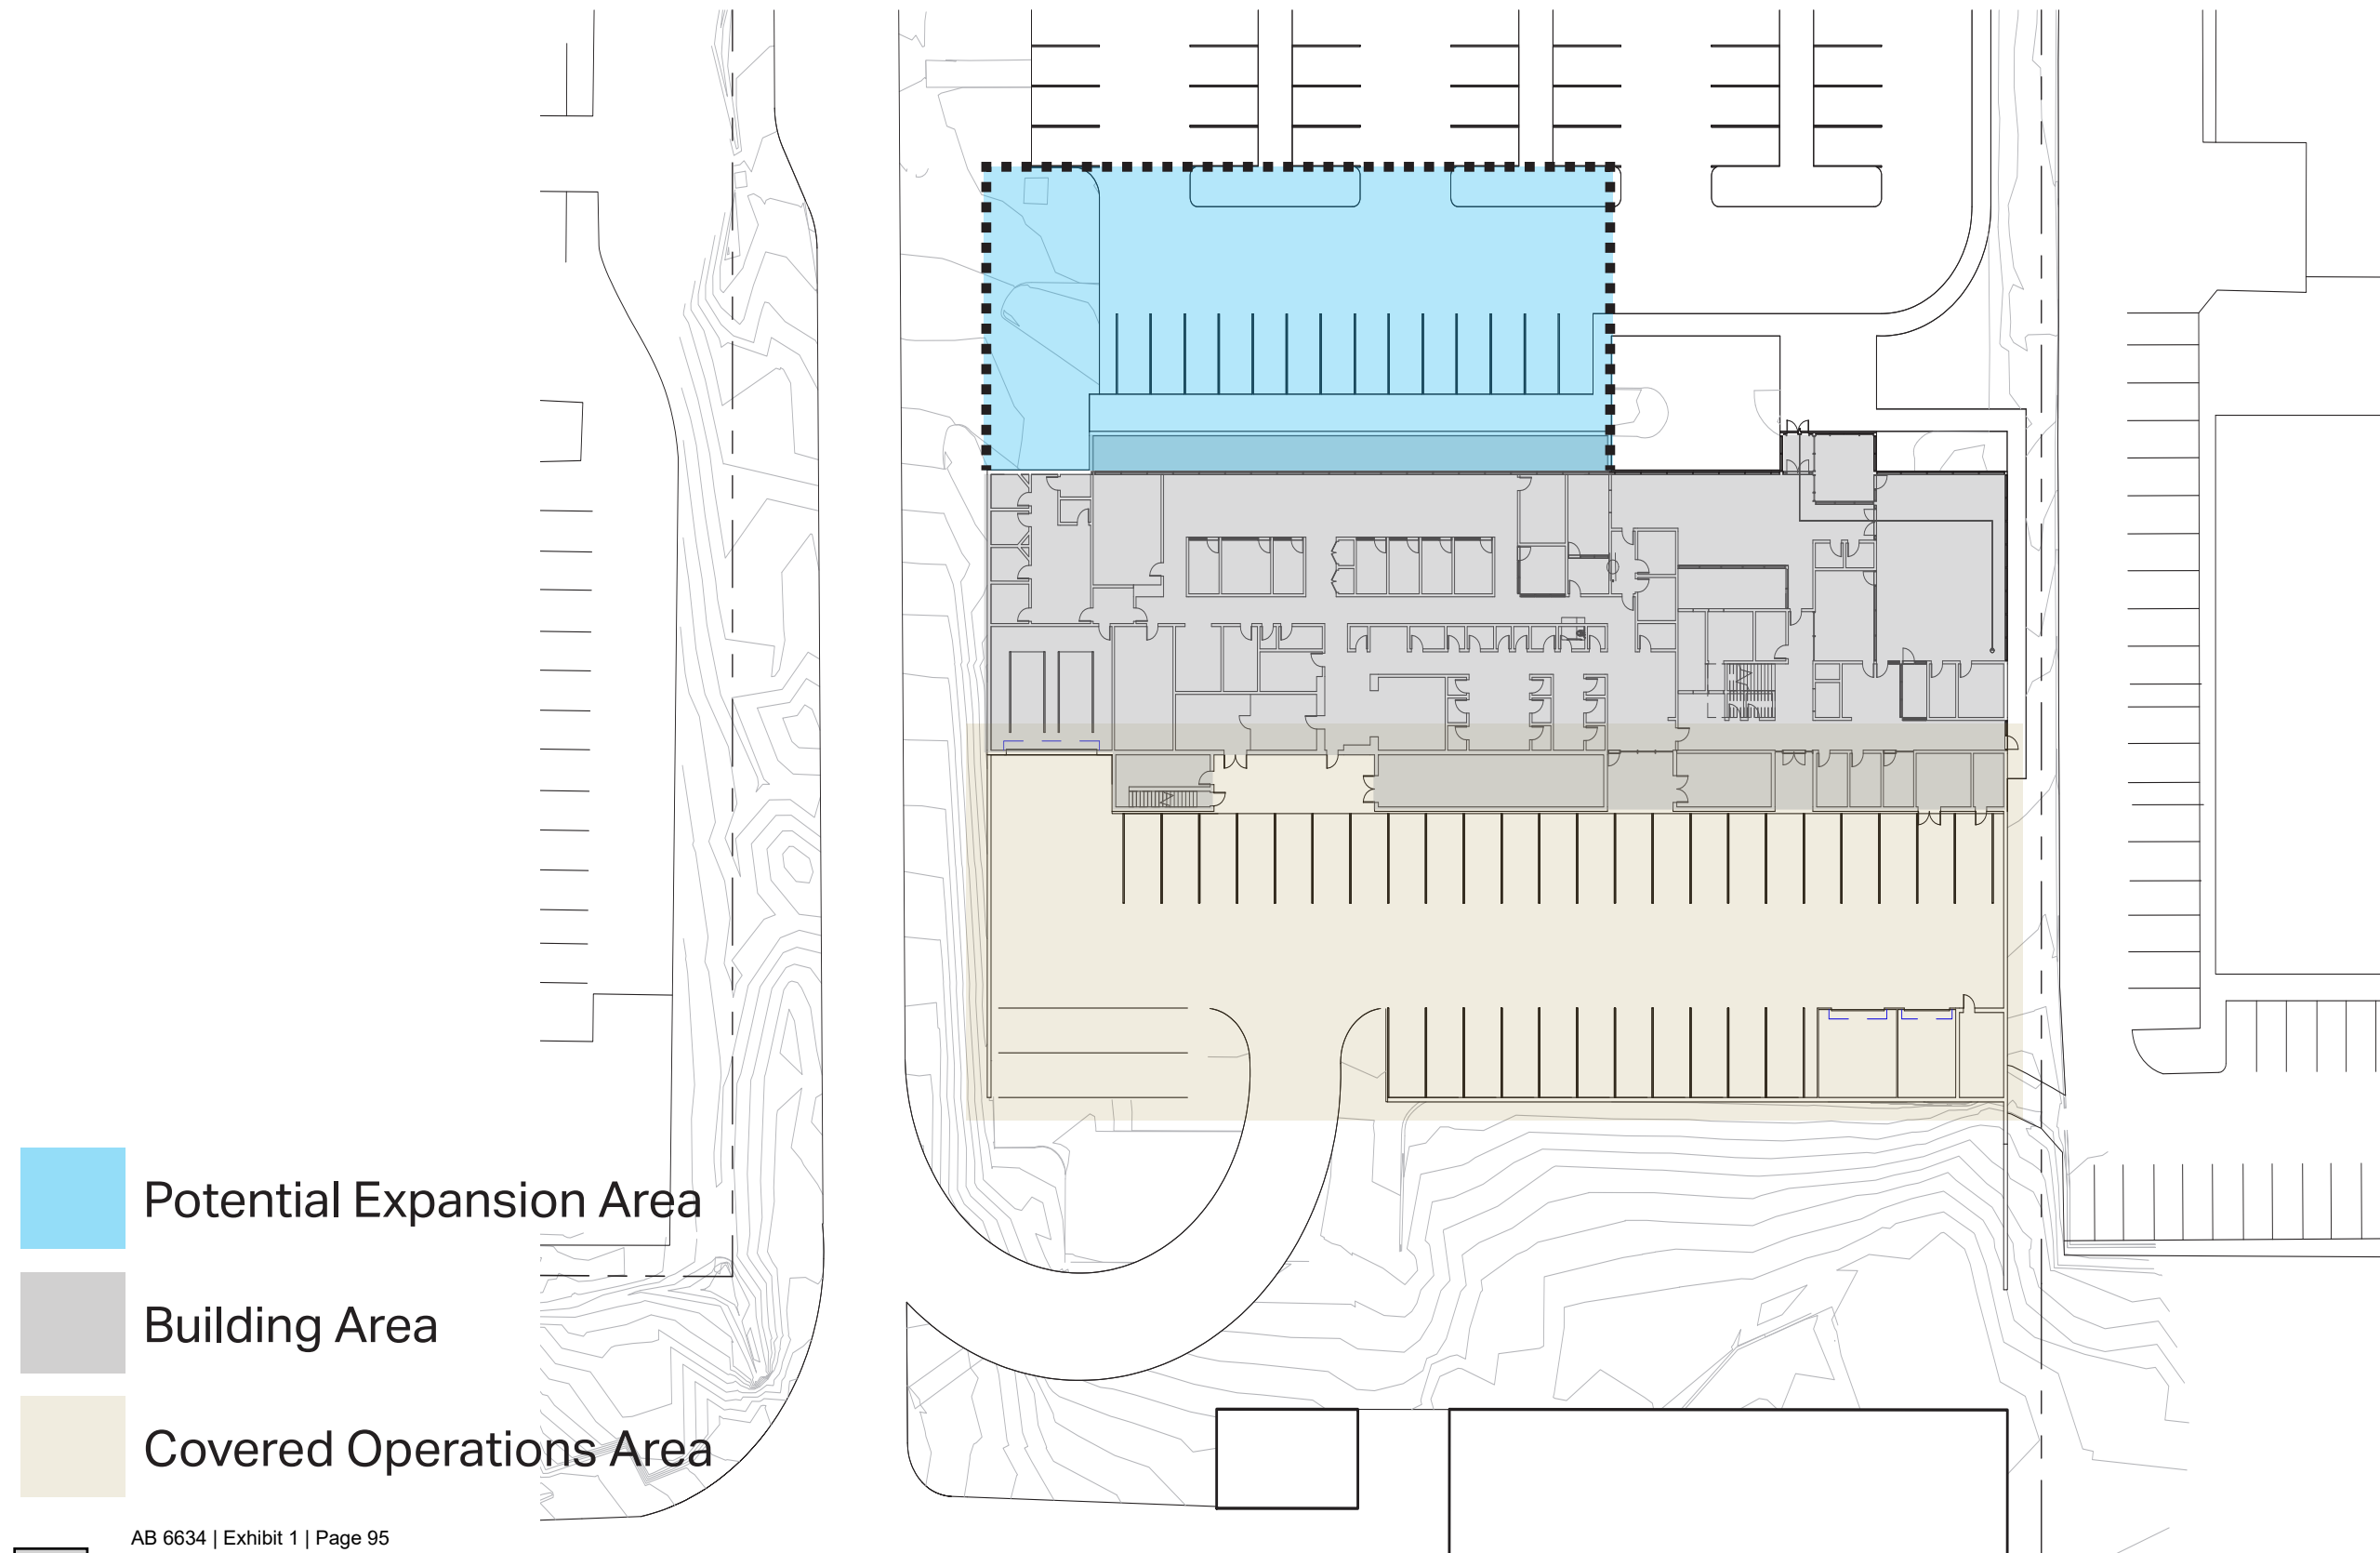 Potential Expansion Area
Building Area
Covered Operations Area
AB 6634 | Exhibit 1 | Page 95